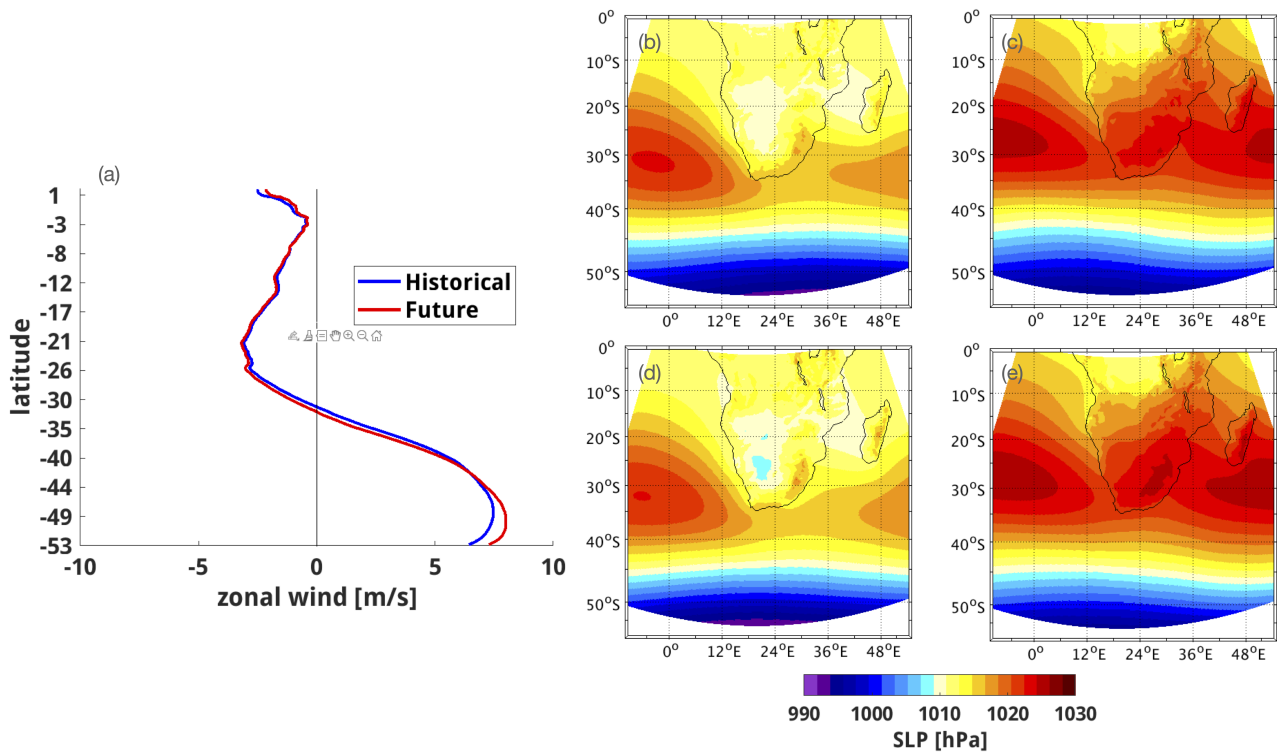 (a)
latitude
1
-3
-8
-12
-17
-21
-26
-30
-35
-40
-44
-49
-53
-10 -5 0 5 10
zonal wind [m/s]
Historical
Future
(b)
0°
10°S
20°S
30°S
40°S
50°S
0° 12°E 24°E 36°E 48°E
(c)
0°
10°S
20°S
30°S
40°S
50°S
0° 12°E 24°E 36°E 48°E
(d)
0°
10°S
20°S
30°S
40°S
50°S
0° 12°E 24°E 36°E 48°E
(e)
0°
10°S
20°S
30°S
40°S
50°S
0° 12°E 24°E 36°E 48°E
990 1000 1010 1020 1030
SLP [hPa]